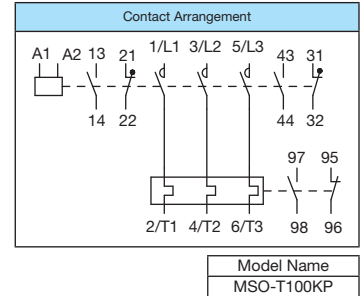 Contact Arrangement
A1 A2 13 21 1/L1 3/L2 5/L3 43 31
14 22 44 32
97 95
2/T1 4/T2 6/T3 98 96
Model Name
MSO-T100KP